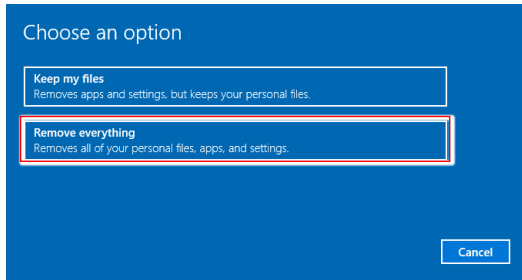 Choose an option
Keep my files
Removes apps and settings, but keeps your personal files.
Remove everything
Removes all of your personal files, apps, and settings.
Cancel